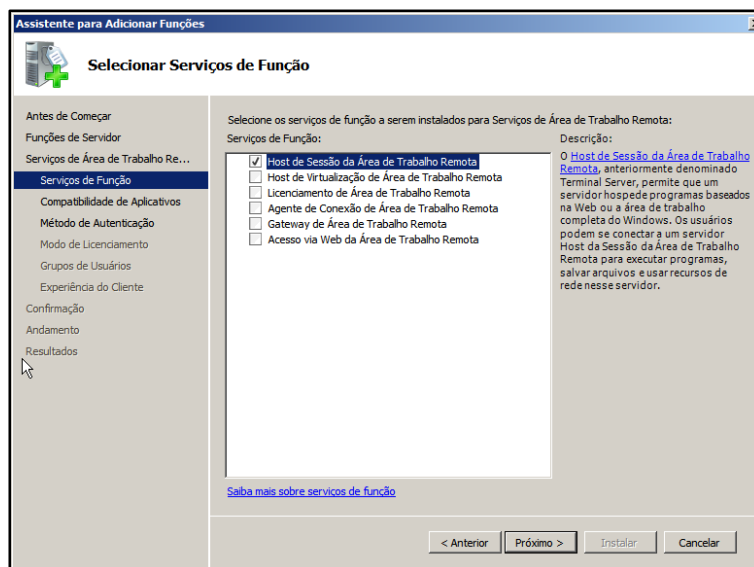 Assistente para Adicionar Funções
Selecionar Serviços de Função
Antes de Começar
Funções de Servidor
Serviços de Área de Trabalho Re...
Serviços de Função
Compatibilidade de Aplicativos
Método de Autenticação
Modo de Licenciamento
Grupos de Usuários
Experiência do Cliente
Confirmação
Andamento
Resultados
Selecione os serviços de função a serem instalados para Serviços de Área de Trabalho Remota:
Serviços de Função:
Host de Sessão da Área de Trabalho Remota
Host de Virtualização de Área de Trabalho Remota
Licenciamento de Área de Trabalho Remota
Agente de Conexão de Área de Trabalho Remota
Gateway de Área de Trabalho Remota
Acesso via Web da Área de Trabalho Remota
Descrição:
O Host de Sessão da Área de Trabalho
Remota, anteriormente denominado
Terminal Server, permite que um
servidor hospede programas baseados
na Web ou a área de trabalho
completa do Windows. Os usuários
podem se conectar a um servidor
Host da Sessão da Área de Trabalho
Remota para executar programas,
salvar arquivos e usar recursos de
rede nesse servidor.
Saiba mais sobre serviços de função
< Anterior
Próximo >
Instalar
Cancelar